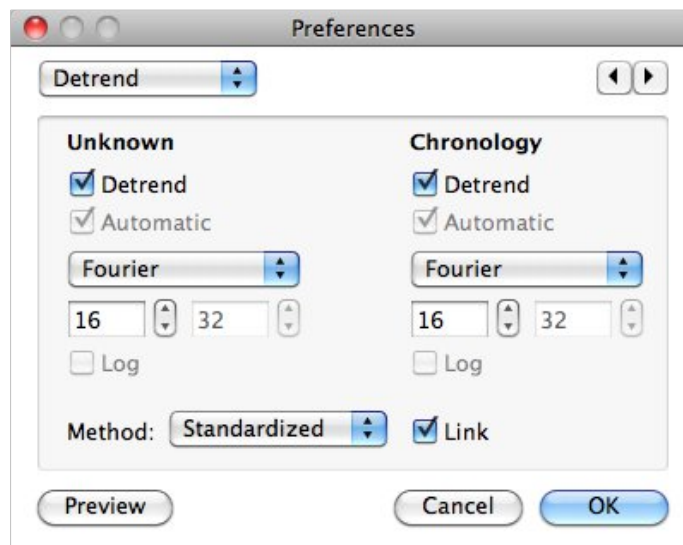 Preferences
Detrend
Unknown Chronology
Detrend Detrend
Automatic Automatic
Fourier Fourier
16 32 16 32
Log Log
Method: Standardized Link
Preview Cancel OK